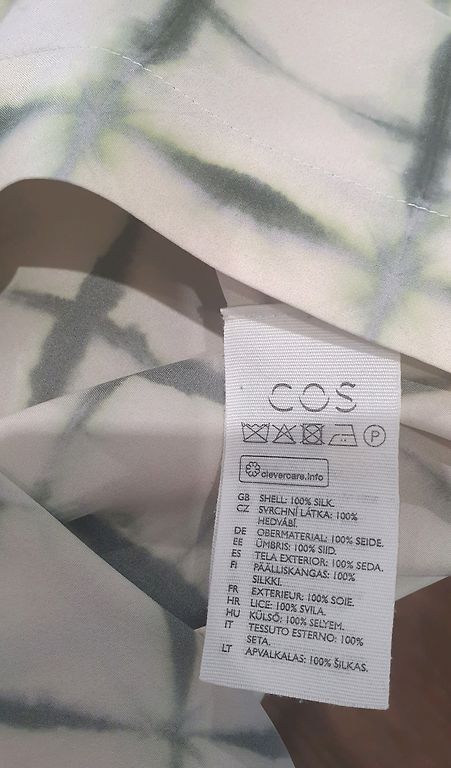 COS
P
clevercare.info
GB SHELL: 100% SILK.
CZ SVRCHNÍ LÁTKA: 100%
HEDVÁBÍ.
DE OBERMATERIAL: 100% SEIDE.
EE ÜMBRIS: 100% SIID.
ES TELA EXTERIOR: 100% SEDA.
FI PÄÄLLISKANGAS: 100%
SILKKI.
FR EXTERIEUR: 100% SOIE.
HR LICE: 100% SVILA.
HU KÜLSŐ: 100% SELYEM.
IT TESSUTO ESTERNO: 100%
SETA.
LT APVALKALAS: 100% ŠILKAS.